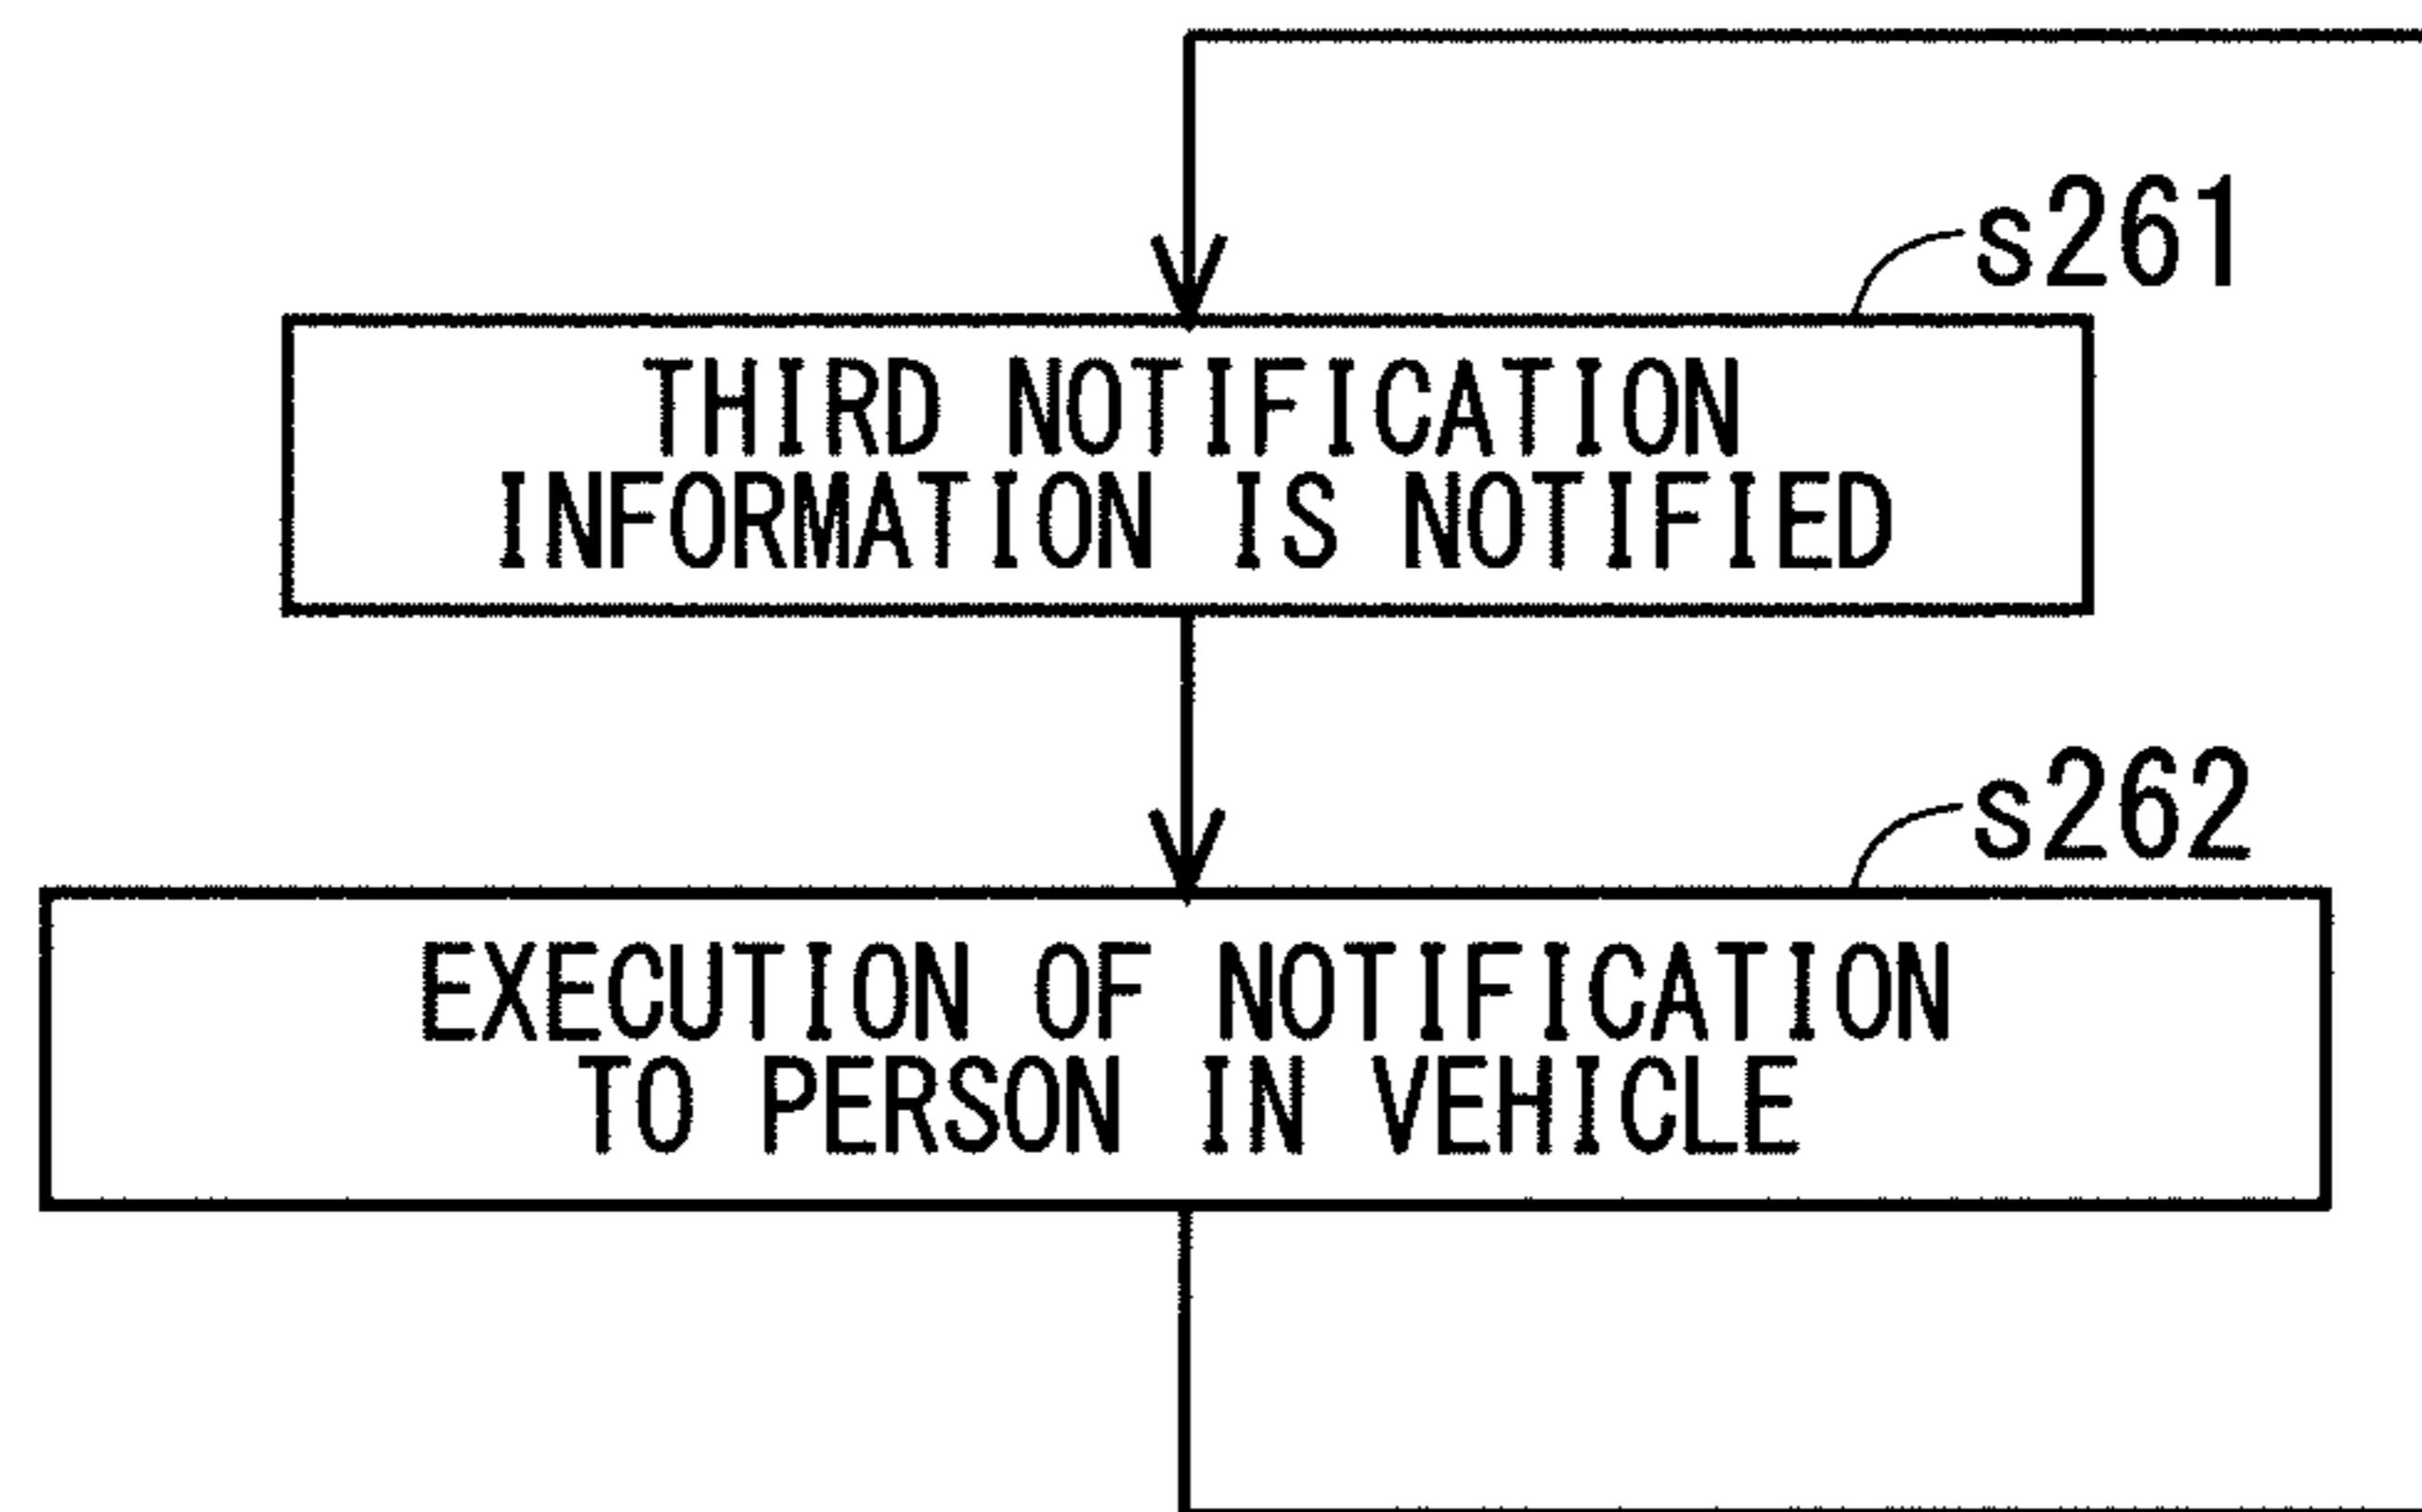 s261
THIRD NOTIFICATION
INFORMATION IS NOTIFIED
s262
EXECUTION OF NOTIFICATION
TO PERSON IN VEHICLE